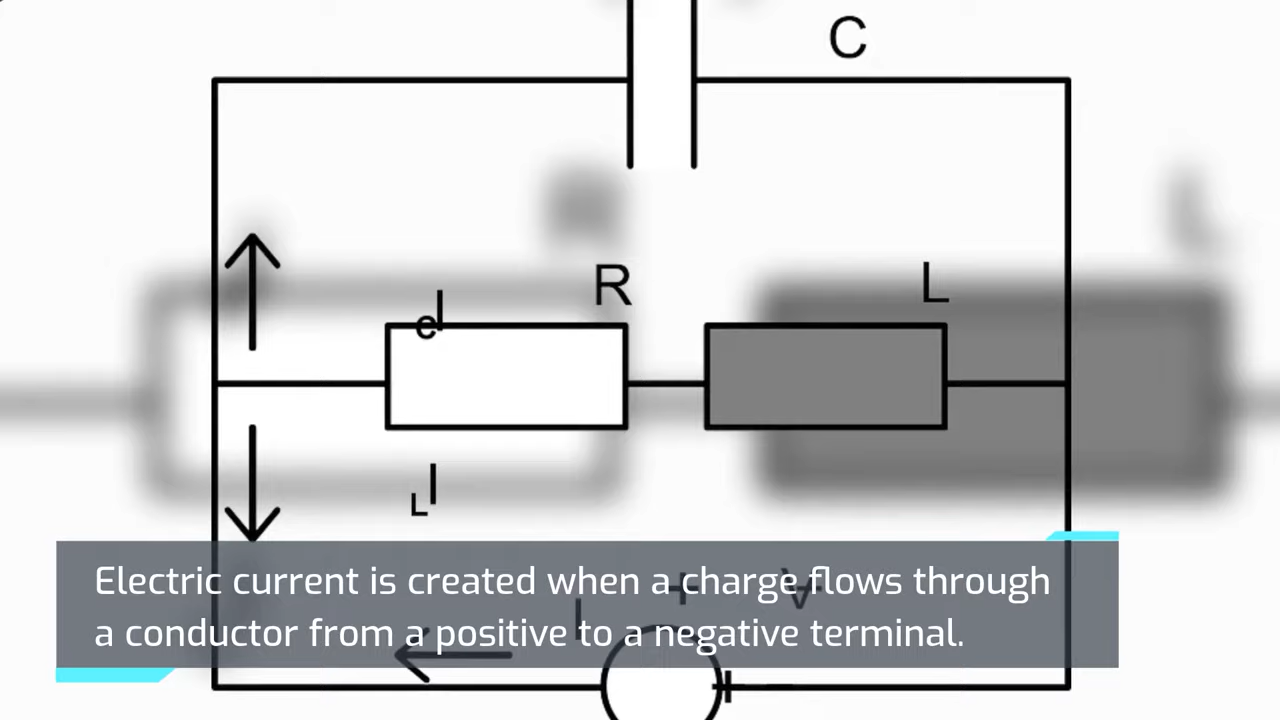 C
R
L
I
c
I
L
Electric current is created when a charge flows through
a conductor from a positive to a negative terminal.
I
+